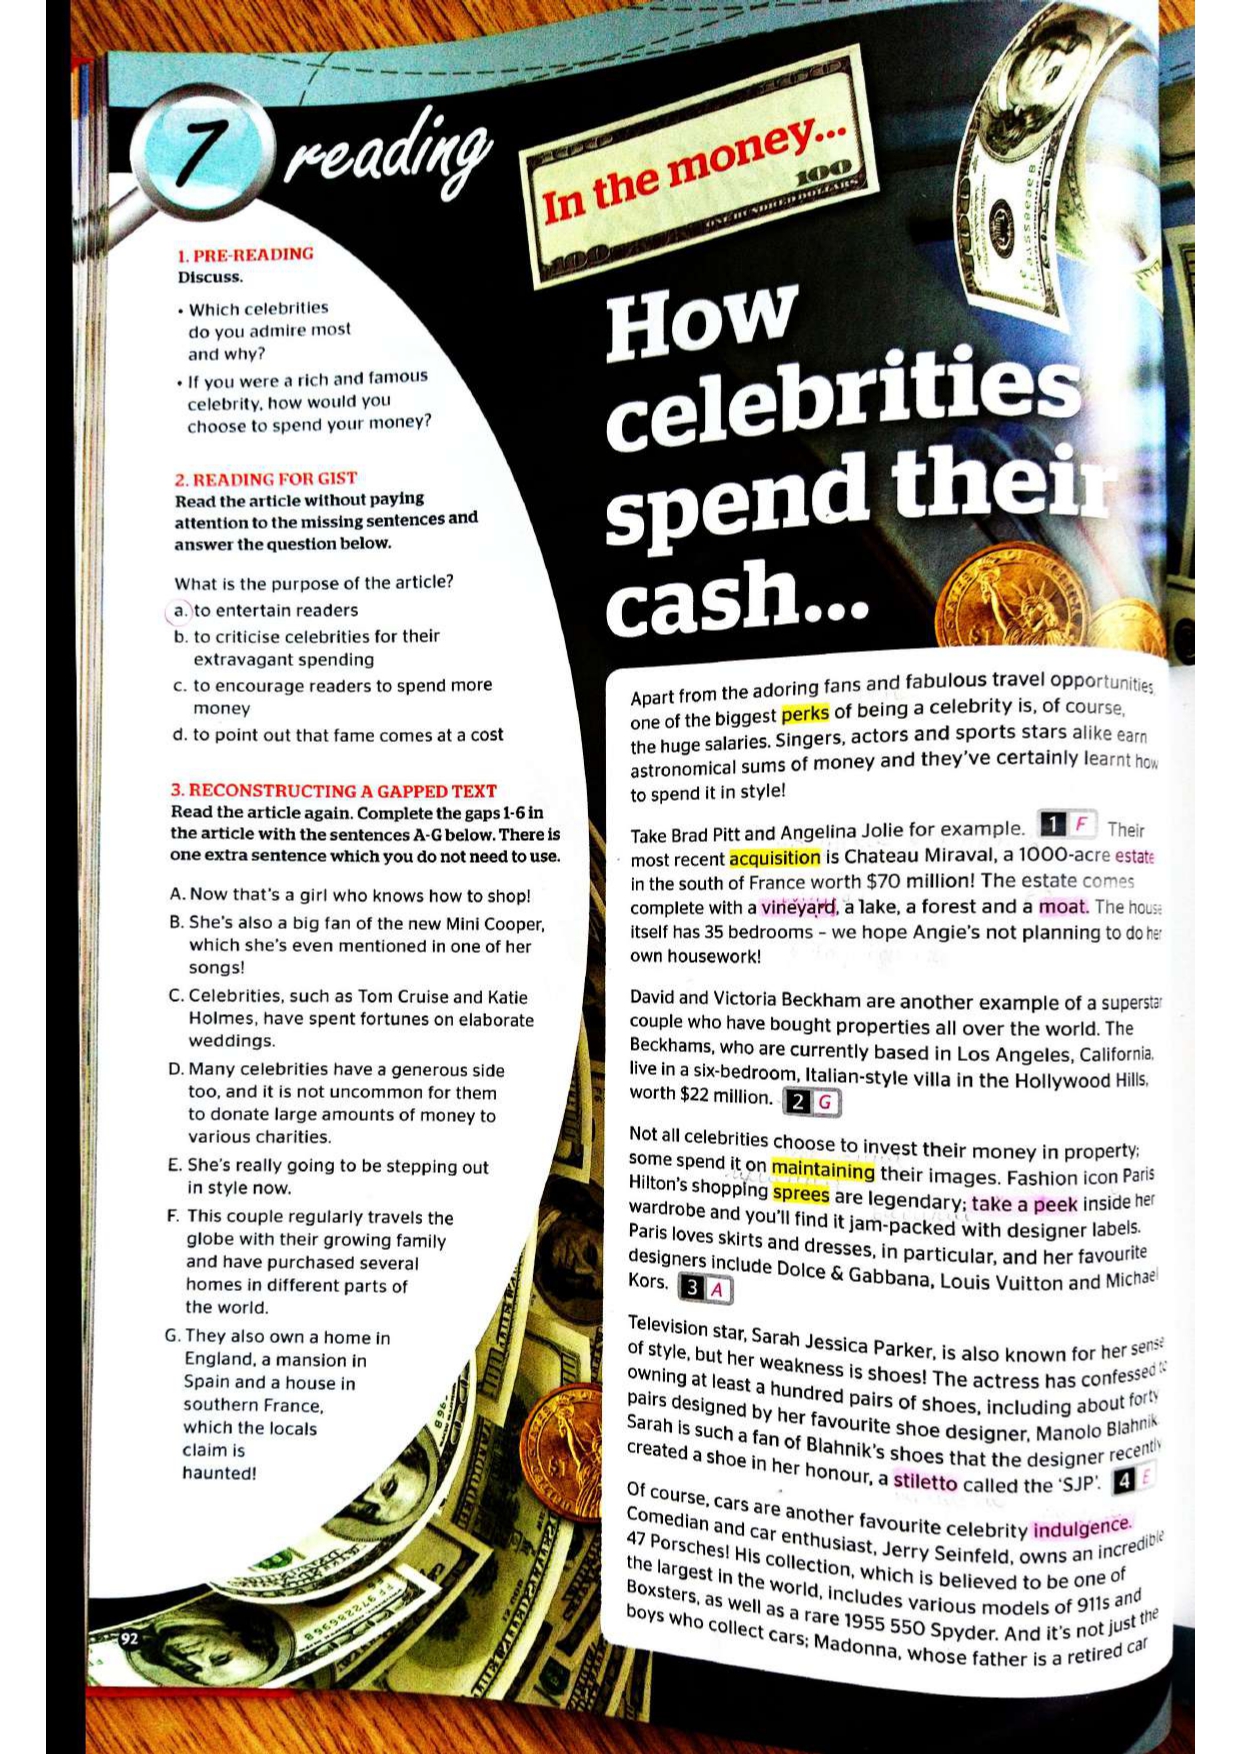 7 reading
In the money...
100
ONE HUNDRED DOLLARS
100
How
celebrities
spend their
cash...
1. PRE-READING
Discuss.
• Which celebrities
do you admire most
and why?
• If you were a rich and famous
celebrity, how would you
choose to spend your money?
2. READING FOR GIST
Read the article without paying
attention to the missing sentences and
answer the question below.
What is the purpose of the article?
a. to entertain readers
b. to criticise celebrities for their
extravagant spending
c. to encourage readers to spend more
money
d. to point out that fame comes at a cost
3. RECONSTRUCTING A GAPPED TEXT
Read the article again. Complete the gaps 1-6 in
the article with the sentences A-G below. There is
one extra sentence which you do not need to use.
A. Now that's a girl who knows how to shop!
B. She's also a big fan of the new Mini Cooper,
which she's even mentioned in one of her
songs!
C. Celebrities, such as Tom Cruise and Katie
Holmes, have spent fortunes on elaborate
weddings.
D. Many celebrities have a generous side
too, and it is not uncommon for them
to donate large amounts of money to
various charities.
E. She's really going to be stepping out
in style now.
F. This couple regularly travels the
globe with their growing family
and have purchased several
homes in different parts of
the world.
G. They also own a home in
England, a mansion in
Spain and a house in
southern France,
which the locals
claim is
haunted!
92
Apart from the adoring fans and fabulous travel opportunities
one of the biggest perks of being a celebrity is, of course,
the huge salaries. Singers, actors and sports stars alike earn
astronomical sums of money and they've certainly learnt how
to spend it in style!
Take Brad Pitt and Angelina Jolie for example. 1 F Their
most recent acquisition is Chateau Miraval, a 1000-acre estate
in the south of France worth $70 million! The estate comes
complete with a vineyard, a lake, a forest and a moat. The house
itself has 35 bedrooms – we hope Angie's not planning to do her
own housework!
David and Victoria Beckham are another example of a superstar
couple who have bought properties all over the world. The
Beckhams, who are currently based in Los Angeles, California,
live in a six-bedroom, Italian-style villa in the Hollywood Hills,
worth $22 million. 2 G
Not all celebrities choose to invest their money in property;
some spend it on maintaining their images. Fashion icon Paris
Hilton's shopping sprees are legendary; take a peek inside her
wardrobe and you'll find it jam-packed with designer labels.
Paris loves skirts and dresses, in particular, and her favourite
designers include Dolce & Gabbana, Louis Vuitton and Michael
Kors. 3 A
Television star, Sarah Jessica Parker, is also known for her sense
of style, but her weakness is shoes! The actress has confessed to
owning at least a hundred pairs of shoes, including about forty
pairs designed by her favourite shoe designer, Manolo Blahnik
Sarah is such a fan of Blahnik's shoes that the designer recently
created a shoe in her honour, a stiletto called the 'SJP'. 4 E
Of course, cars are another favourite celebrity indulgence.
Comedian and car enthusiast, Jerry Seinfeld, owns an incredible
47 Porsches! His collection, which is believed to be one of
the largest in the world, includes various models of 911s and
Boxsters, as well as a rare 1955 550 Spyder. And it's not just the
boys who collect cars; Madonna, whose father is a retired car